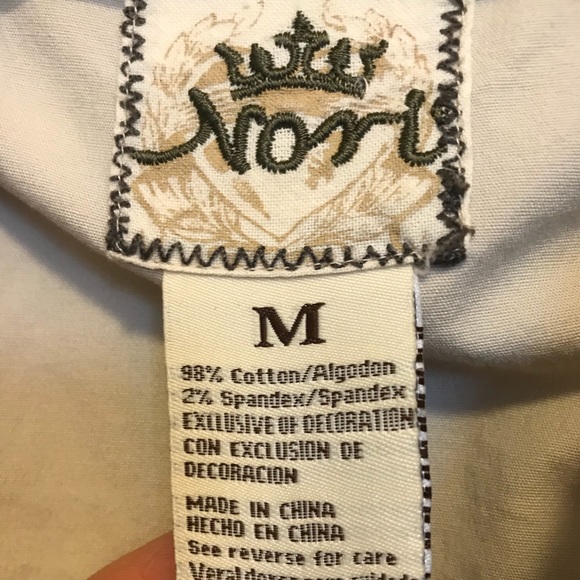 Nori
M
98% Cotton/Algodon
2% Spandex/Spandex
EXCLUSIVE OF DECORATION
CON EXCLUSION DE
DECORACION
MADE IN CHINA
HECHO EN CHINA
See reverse for care